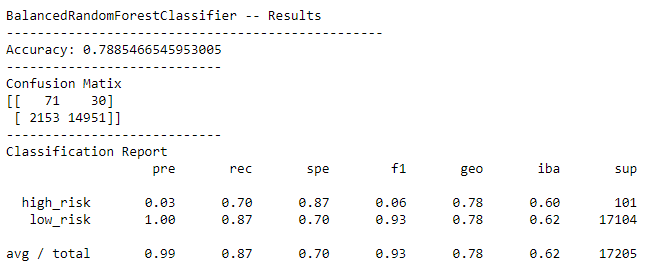 BalancedRandomForestClassifier -- Results
-------------------------------------------------
Accuracy: 0.7885466545953005
----------------------------
Confusion Matix
[[   71    30]
 [ 2153 14951]]
----------------------------
Classification Report
                   pre       rec       spe        f1       geo       iba       sup

  high_risk       0.03      0.70      0.87      0.06      0.78      0.60       101
   low_risk       1.00      0.87      0.70      0.93      0.78      0.62     17104

avg / total       0.99      0.87      0.70      0.93      0.78      0.62     17205